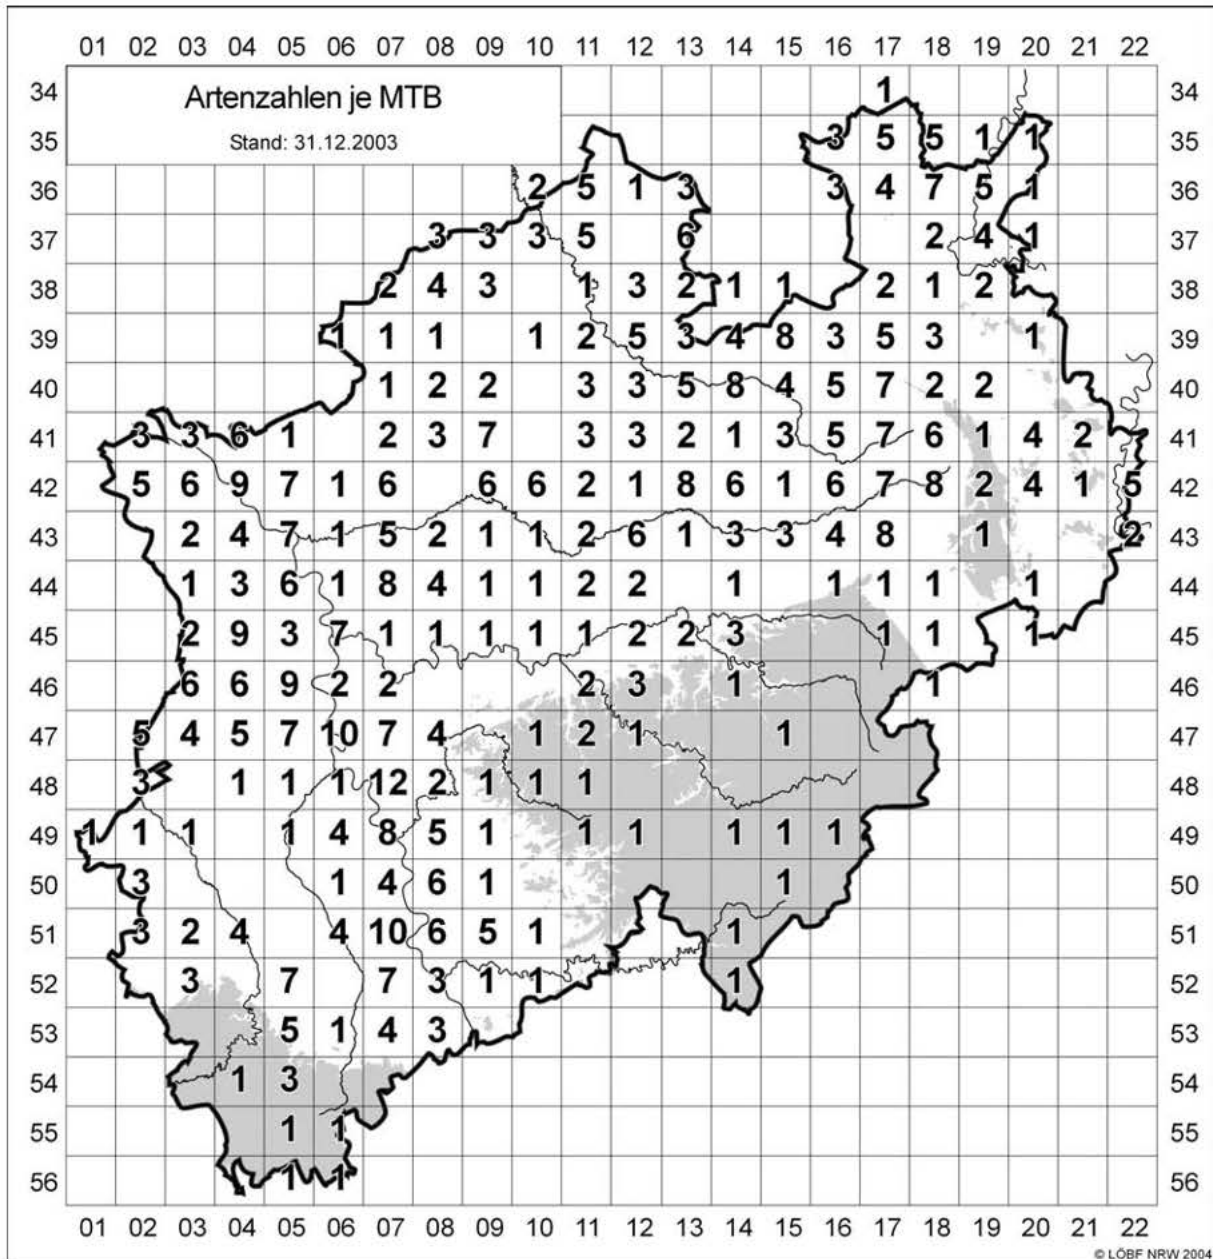 01 02 03 04 05 06 07 08 09 10 11 12 13 14 15 16 17 18 19 20 21 22
Artenzahlen je MTB
Stand: 31.12.2003
34 1 34
35 3 5 5 1 1 35
36 2 5 1 3 3 4 7 5 1 36
37 3 3 3 5 6 2 4 1 37
38 2 4 3 1 3 2 1 1 2 1 2 38
39 1 1 1 1 2 5 3 4 8 3 5 3 1 39
40 1 2 2 3 3 5 8 4 5 7 2 2 40
41 3 3 6 1 2 3 7 3 3 2 1 3 5 7 6 1 4 2 41
42 5 6 9 7 1 6 6 6 2 1 8 6 1 6 7 8 2 4 1 5 42
43 2 4 7 1 5 2 1 1 2 6 1 3 3 4 8 1 2 43
44 1 3 6 1 8 4 1 1 2 2 1 1 1 1 1 44
45 2 9 3 7 1 1 1 1 1 2 2 3 1 1 1 45
46 6 6 9 2 2 2 3 1 1 46
47 5 4 5 7 10 7 4 1 2 1 1 47
48 3 1 1 1 12 2 1 1 1 48
49 1 1 1 1 4 8 5 1 1 1 1 1 1 49
50 3 1 4 6 1 1 50
51 3 2 4 4 10 6 5 1 1 51
52 3 7 7 3 1 1 1 52
53 5 1 4 3 53
54 1 3 54
55 1 1 55
56 1 1 56
01 02 03 04 05 06 07 08 09 10 11 12 13 14 15 16 17 18 19 20 21 22
© LÖBF NRW 2004